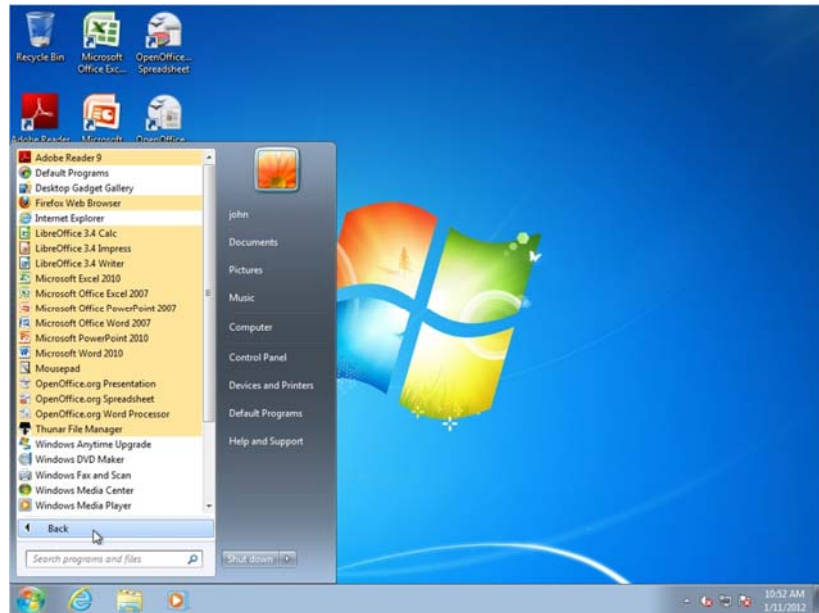 Recycle Bin
Microsoft Office Exc...
OpenOffice... Spreadsheet
Adobe Reader
Microsoft
OpenOffice...
Adobe Reader 9
Default Programs
Desktop Gadget Gallery
Firefox Web Browser
Internet Explorer
LibreOffice 3.4 Calc
LibreOffice 3.4 Impress
LibreOffice 3.4 Writer
Microsoft Excel 2010
Microsoft Office Excel 2007
Microsoft Office PowerPoint 2007
Microsoft Office Word 2007
Microsoft PowerPoint 2010
Microsoft Word 2010
Mousepad
OpenOffice.org Presentation
OpenOffice.org Spreadsheet
OpenOffice.org Word Processor
Thunar File Manager
Windows Anytime Upgrade
Windows DVD Maker
Windows Fax and Scan
Windows Media Center
Windows Media Player
Back
Search programs and files
john
Documents
Pictures
Music
Computer
Control Panel
Devices and Printers
Default Programs
Help and Support
Shut down
10:52 AM
1/11/2012